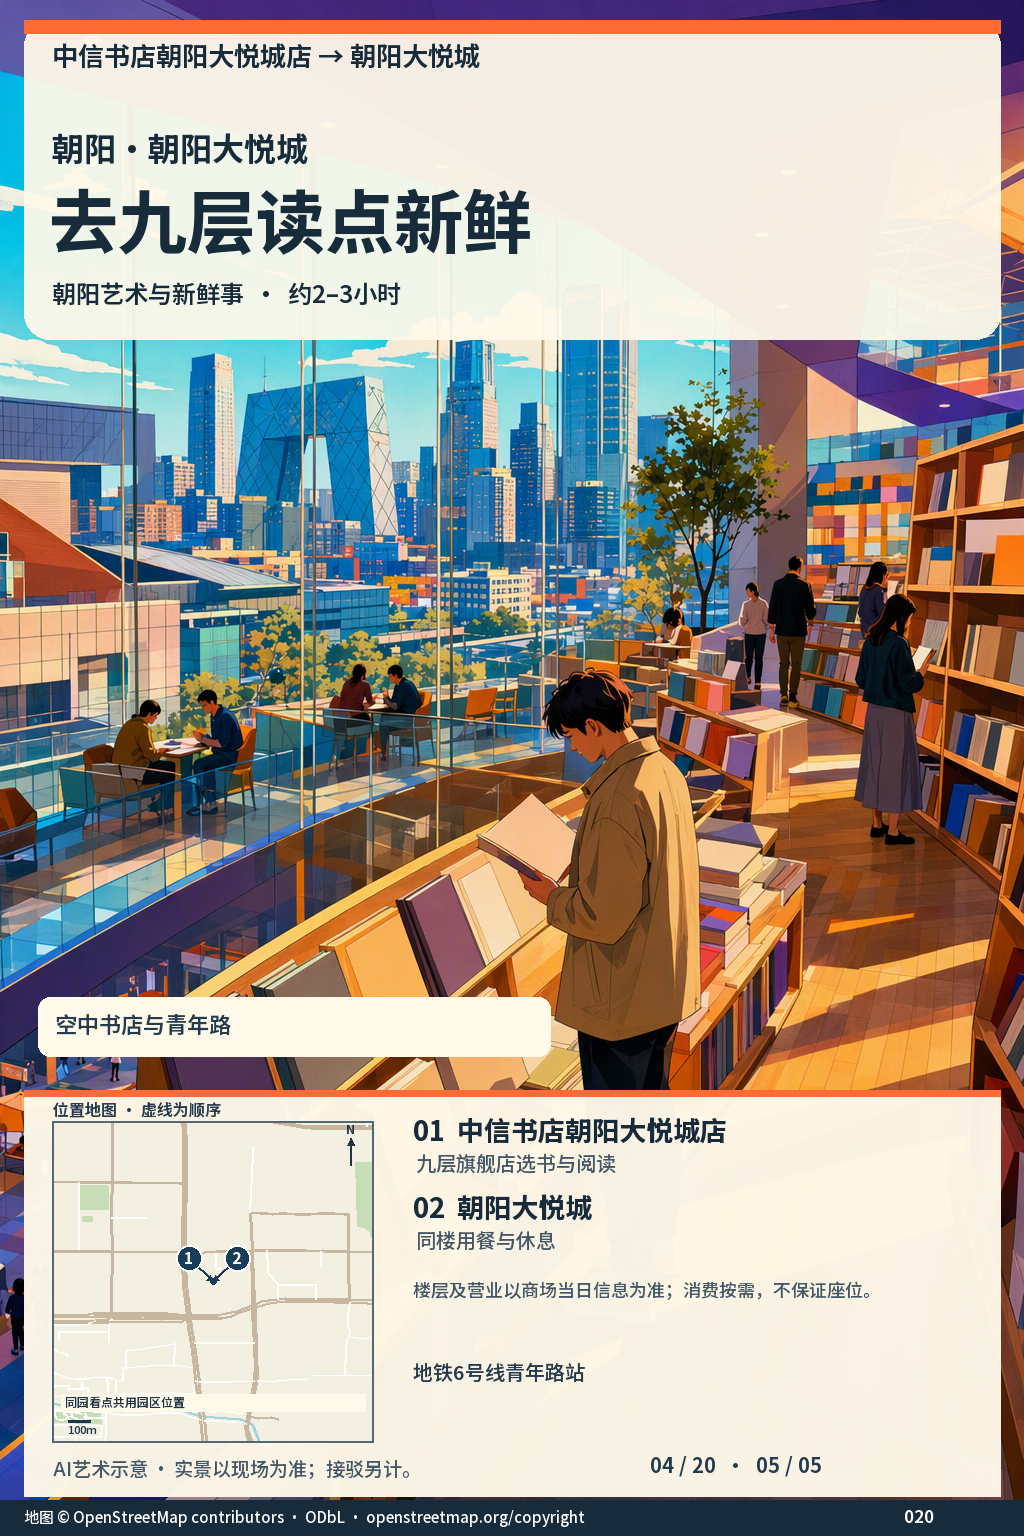 中信书店朝阳大悦城店 → 朝阳大悦城
朝阳·朝阳大悦城
去九层读点新鲜
朝阳艺术与新鲜事 · 约2–3小时
空中书店与青年路
位置地图 · 虚线为顺序
N
1 2
同园看点共用园区位置
100m
01 中信书店朝阳大悦城店
九层旗舰店选书与阅读
02 朝阳大悦城
同楼用餐与休息
楼层及营业以商场当日信息为准；消费按需，不保证座位。
地铁6号线青年路站
AI艺术示意 · 实景以现场为准；接驳另计。
04 / 20 · 05 / 05
地图 © OpenStreetMap contributors · ODbL · openstreetmap.org/copyright
020